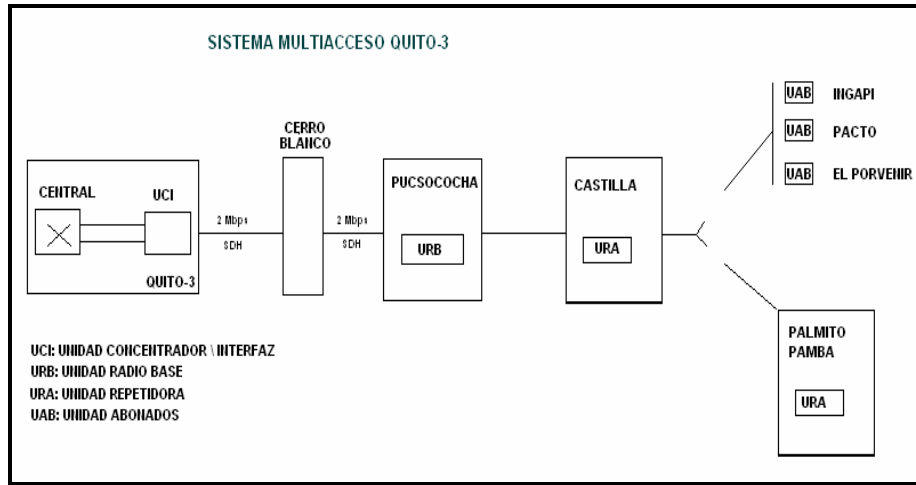 SISTEMA MULTIACCESO QUITO-3
UAB INGAPI
UAB PACTO
UAB EL PORVENIR
CERRO
BLANCO
CENTRAL
UCI
QUITO-3
2 Mbps
SDH
2 Mbps
SDH
PUCSOCOCHA
URB
CASTILLA
URA
PALMITO
PAMBA
URA
UCI: UNIDAD CONCENTRADOR \ INTERFAZ
URB: UNIDAD RADIO BASE
URA: UNIDAD REPETIDORA
UAB: UNIDAD ABONADOS